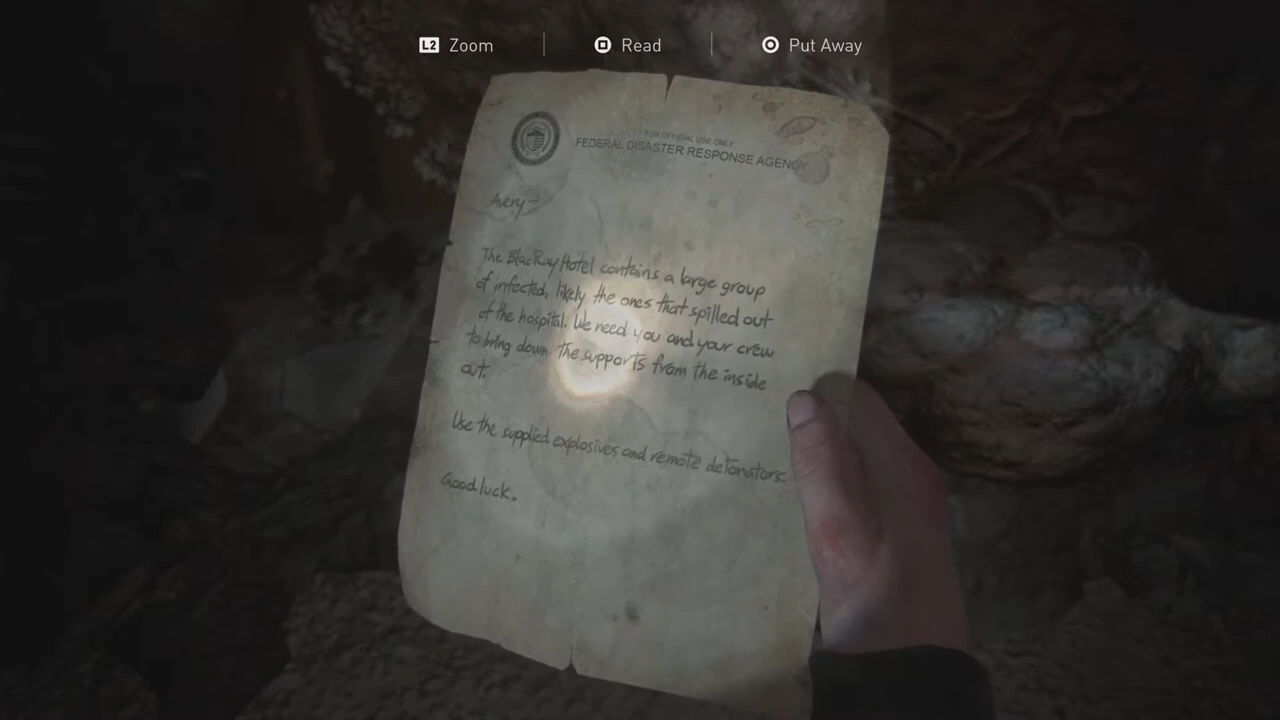 L2 Zoom
Read
Put Away
FOR OFFICIAL USE ONLY
FEDERAL DISASTER RESPONSE AGENCY
Avery-
The BlacRay Hotel contains a large group
of infected, likely the ones that spilled out
of the hospital. We need you and your crew
to bring down the supports from the inside
out.
Use the supplied explosives and remote detonators.
Good luck.